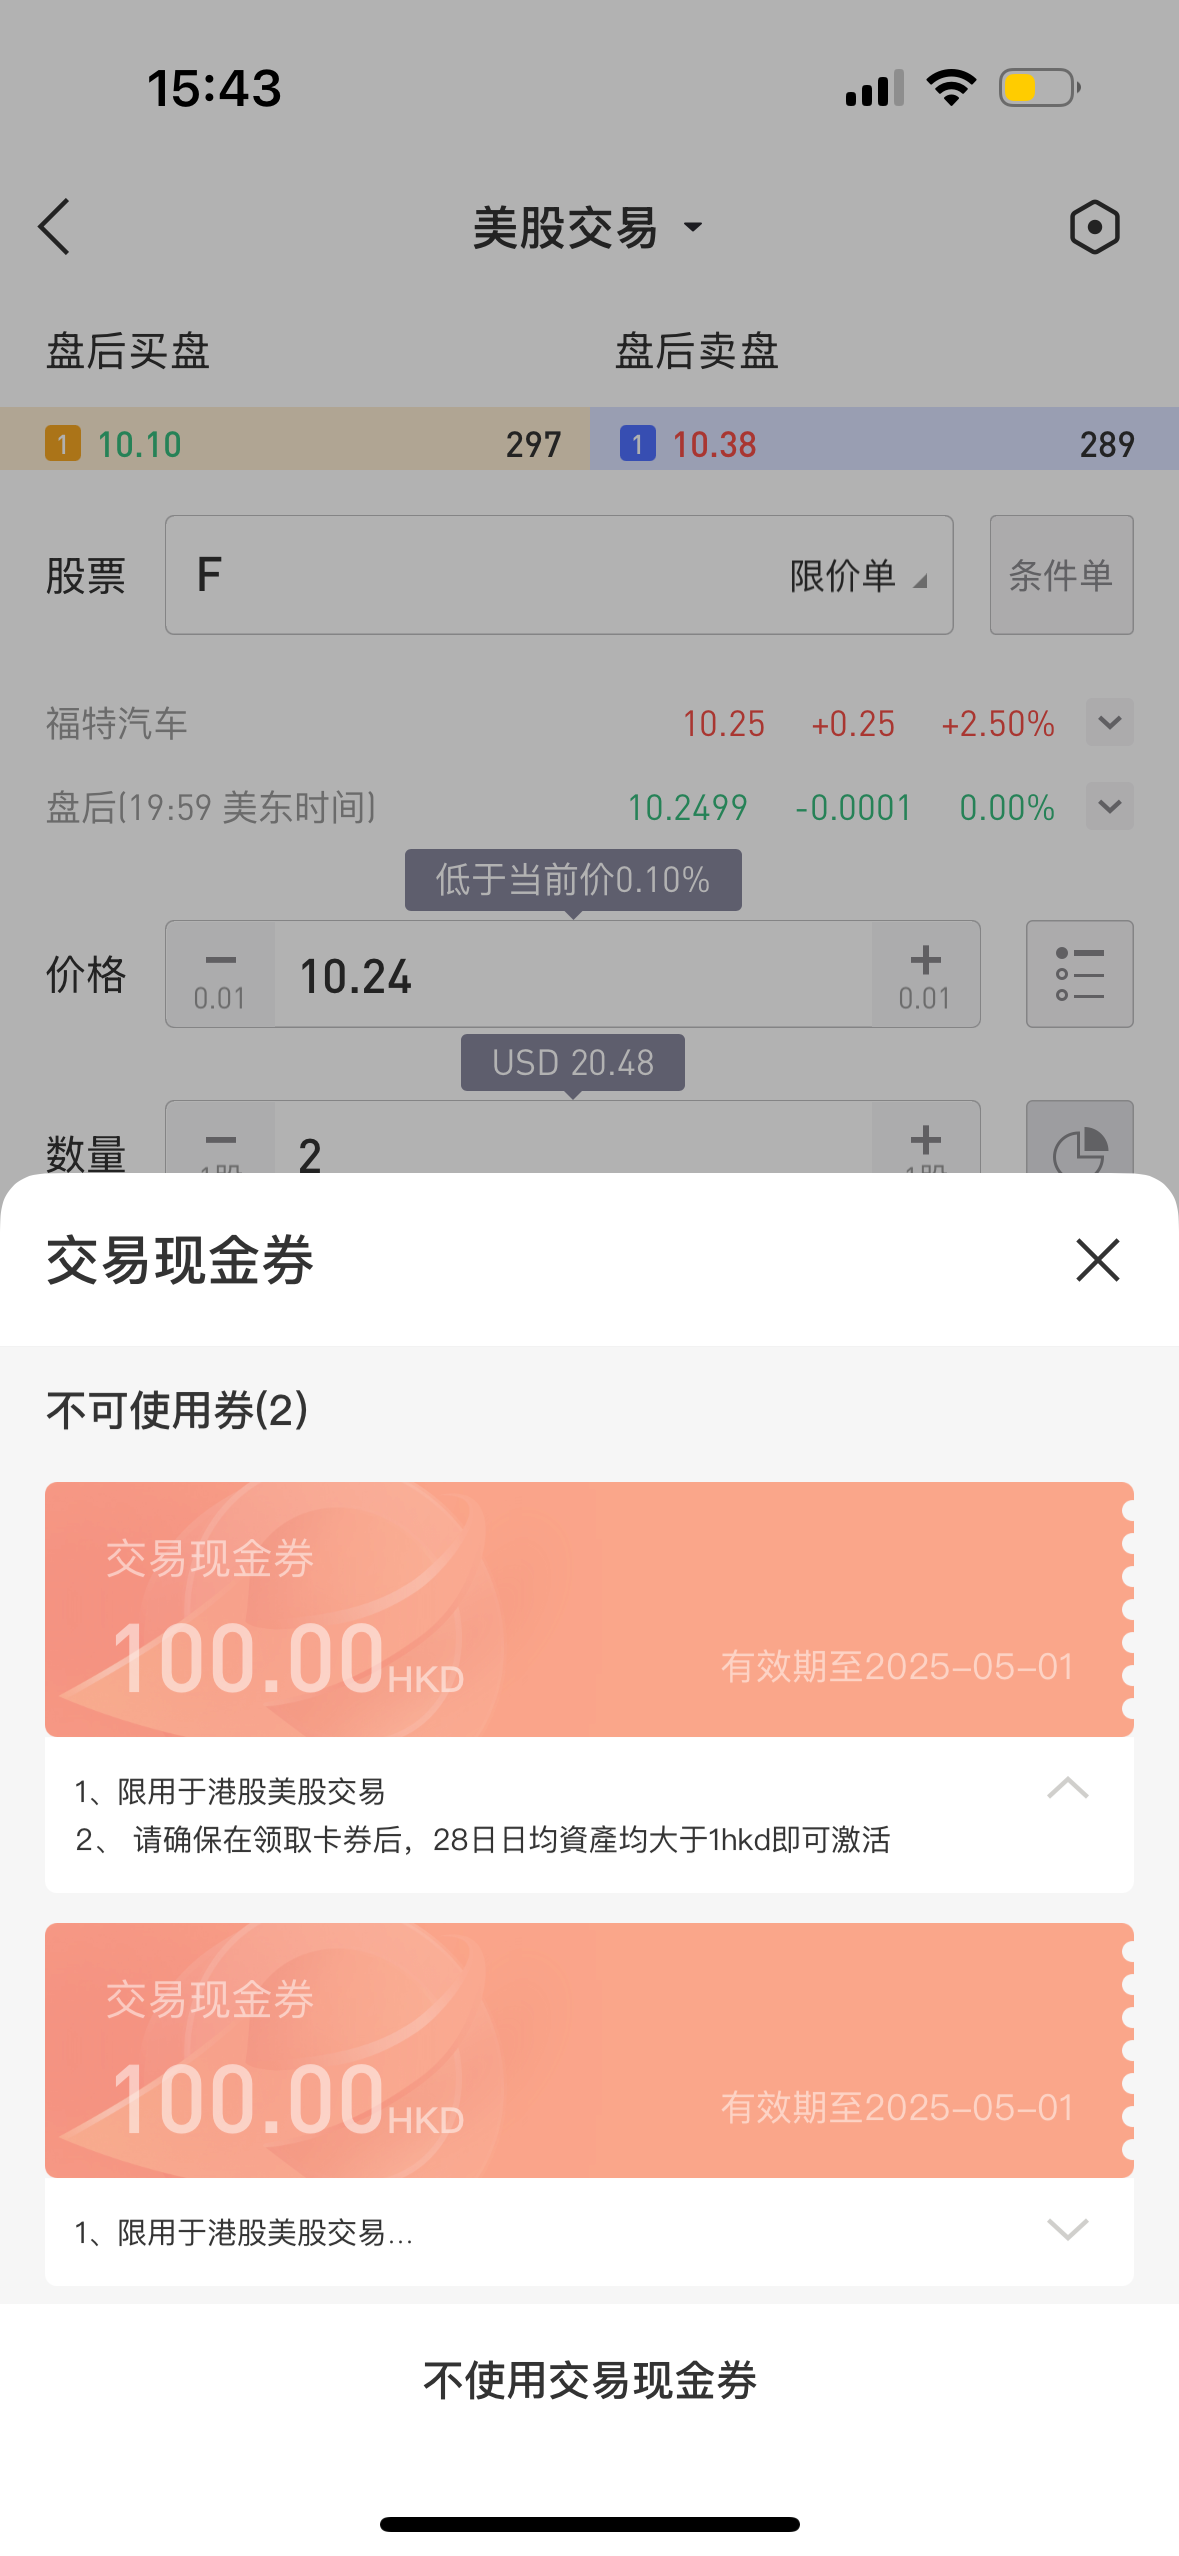 15:43
美股交易
盘后买盘 盘后卖盘
1 10.10 297 1 10.38 289
股票 F 限价单 条件单
福特汽车 10.25 +0.25 +2.50%
盘后(19:59 美东时间) 10.2499 -0.0001 0.00%
低于当前价0.10%
价格 10.24
0.01 0.01
USD 20.48
数量 2
1股 1股
交易现金券
不可使用券(2)
交易现金券
100.00HKD 有效期至2025-05-01
1、限用于港股美股交易
2、 请确保在领取卡券后，28日日均資產均大于1hkd即可激活
交易现金券
100.00HKD 有效期至2025-05-01
1、限用于港股美股交易...
不使用交易现金券